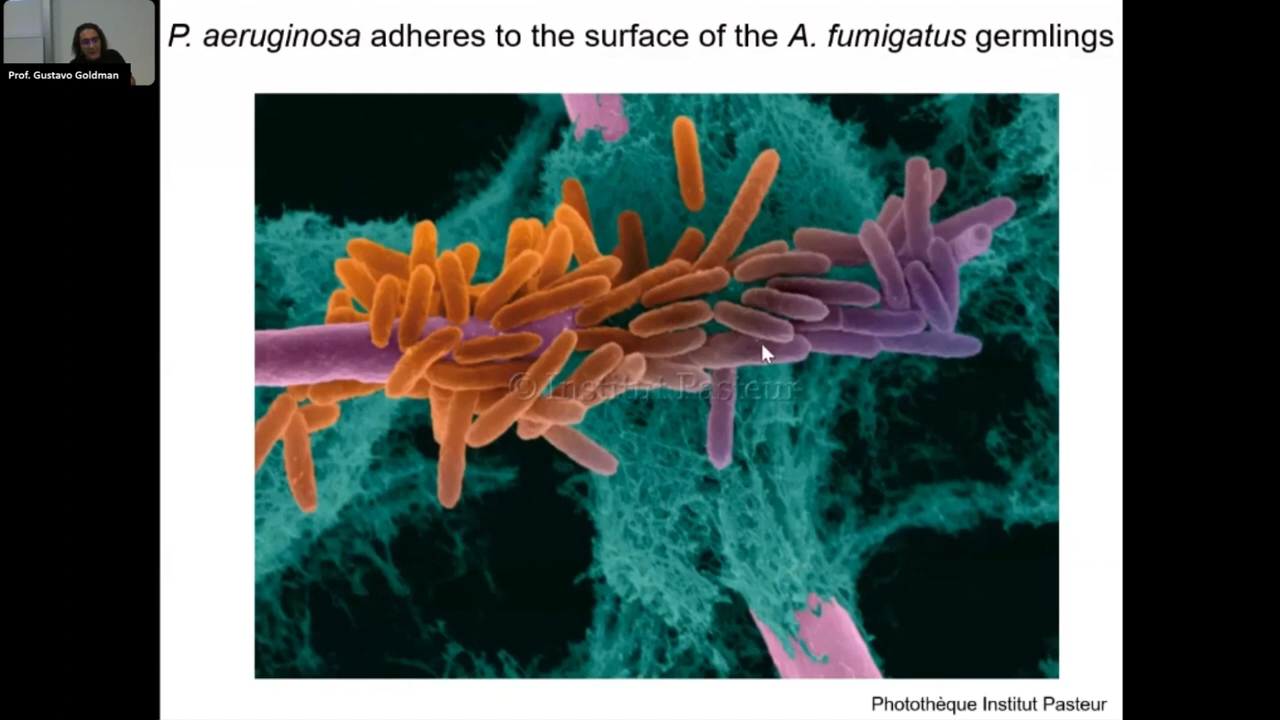 Prof. Gustavo Goldman
P. aeruginosa adheres to the surface of the A. fumigatus germlings
© Institut Pasteur
Photothèque Institut Pasteur